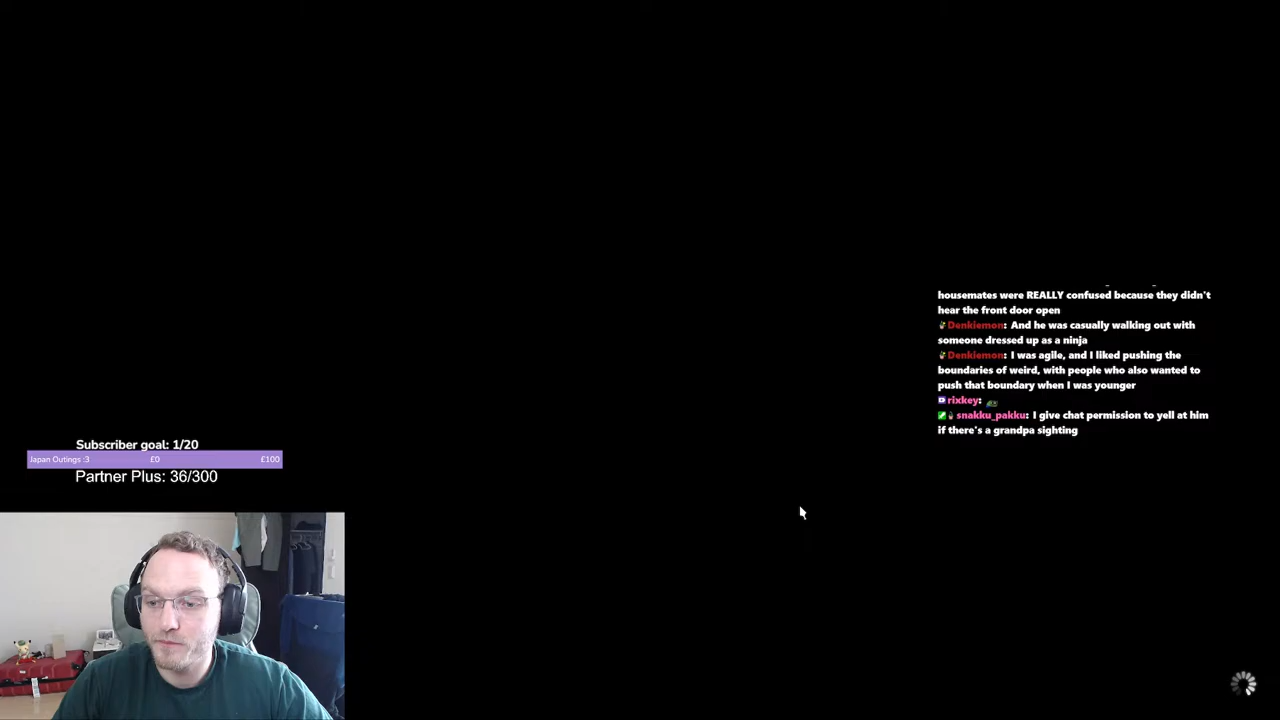 housemates were REALLY confused because they didn't
hear the front door open
Denkiemon: And he was casually walking out with
someone dressed up as a ninja
Denkiemon: I was agile, and I liked pushing the
boundaries of weird, with people who also wanted to
push that boundary when I was younger
rixkey:
snakku_pakku: I give chat permission to yell at him
if there's a grandpa sighting
Subscriber goal: 1/20
Japan Outings :3 £0 £100
Partner Plus: 36/300